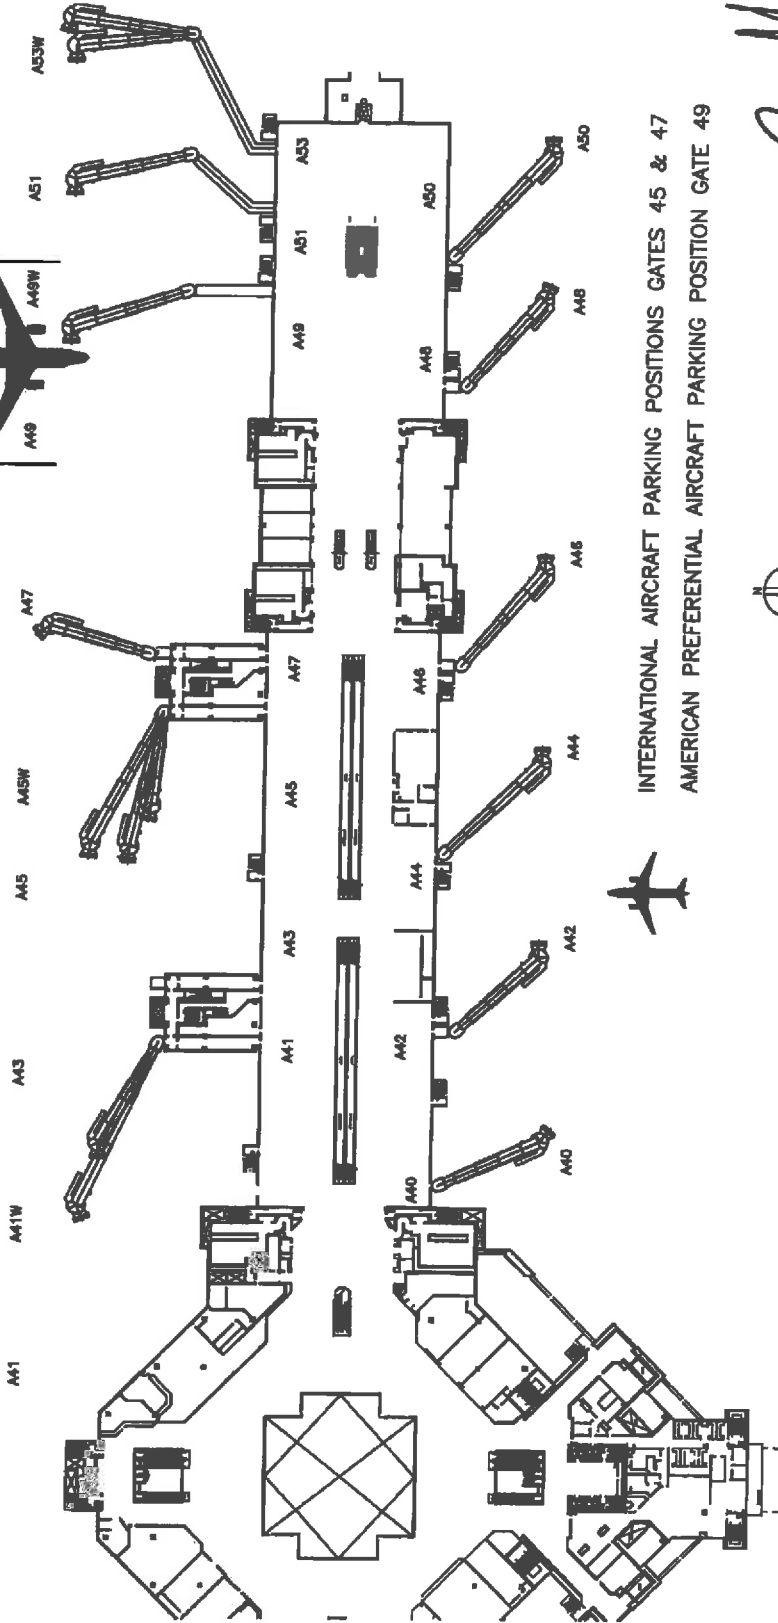 A53W
A51
A49W
A49
A47
A45W
A45
A43
A41W
A41
A53
A51
A49
A47
A45
A43
A41
A50
A48
A46
A44
A42
A40
A50
A48
A46
A44
A42
A40
INTERNATIONAL AIRCRAFT PARKING POSITIONS GATES 45 & 47
AMERICAN PREFERENTIAL AIRCRAFT PARKING POSITION GATE 49
N